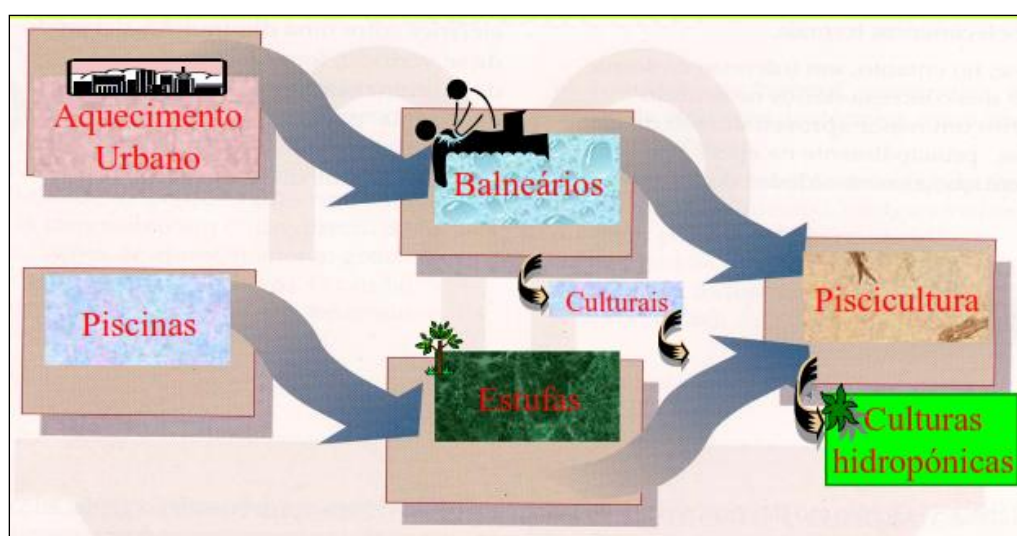 Aquecimento
Urbano
Balneários
Piscinas
Culturais
Piscicultura
Estufas
Culturas
hidropónicas